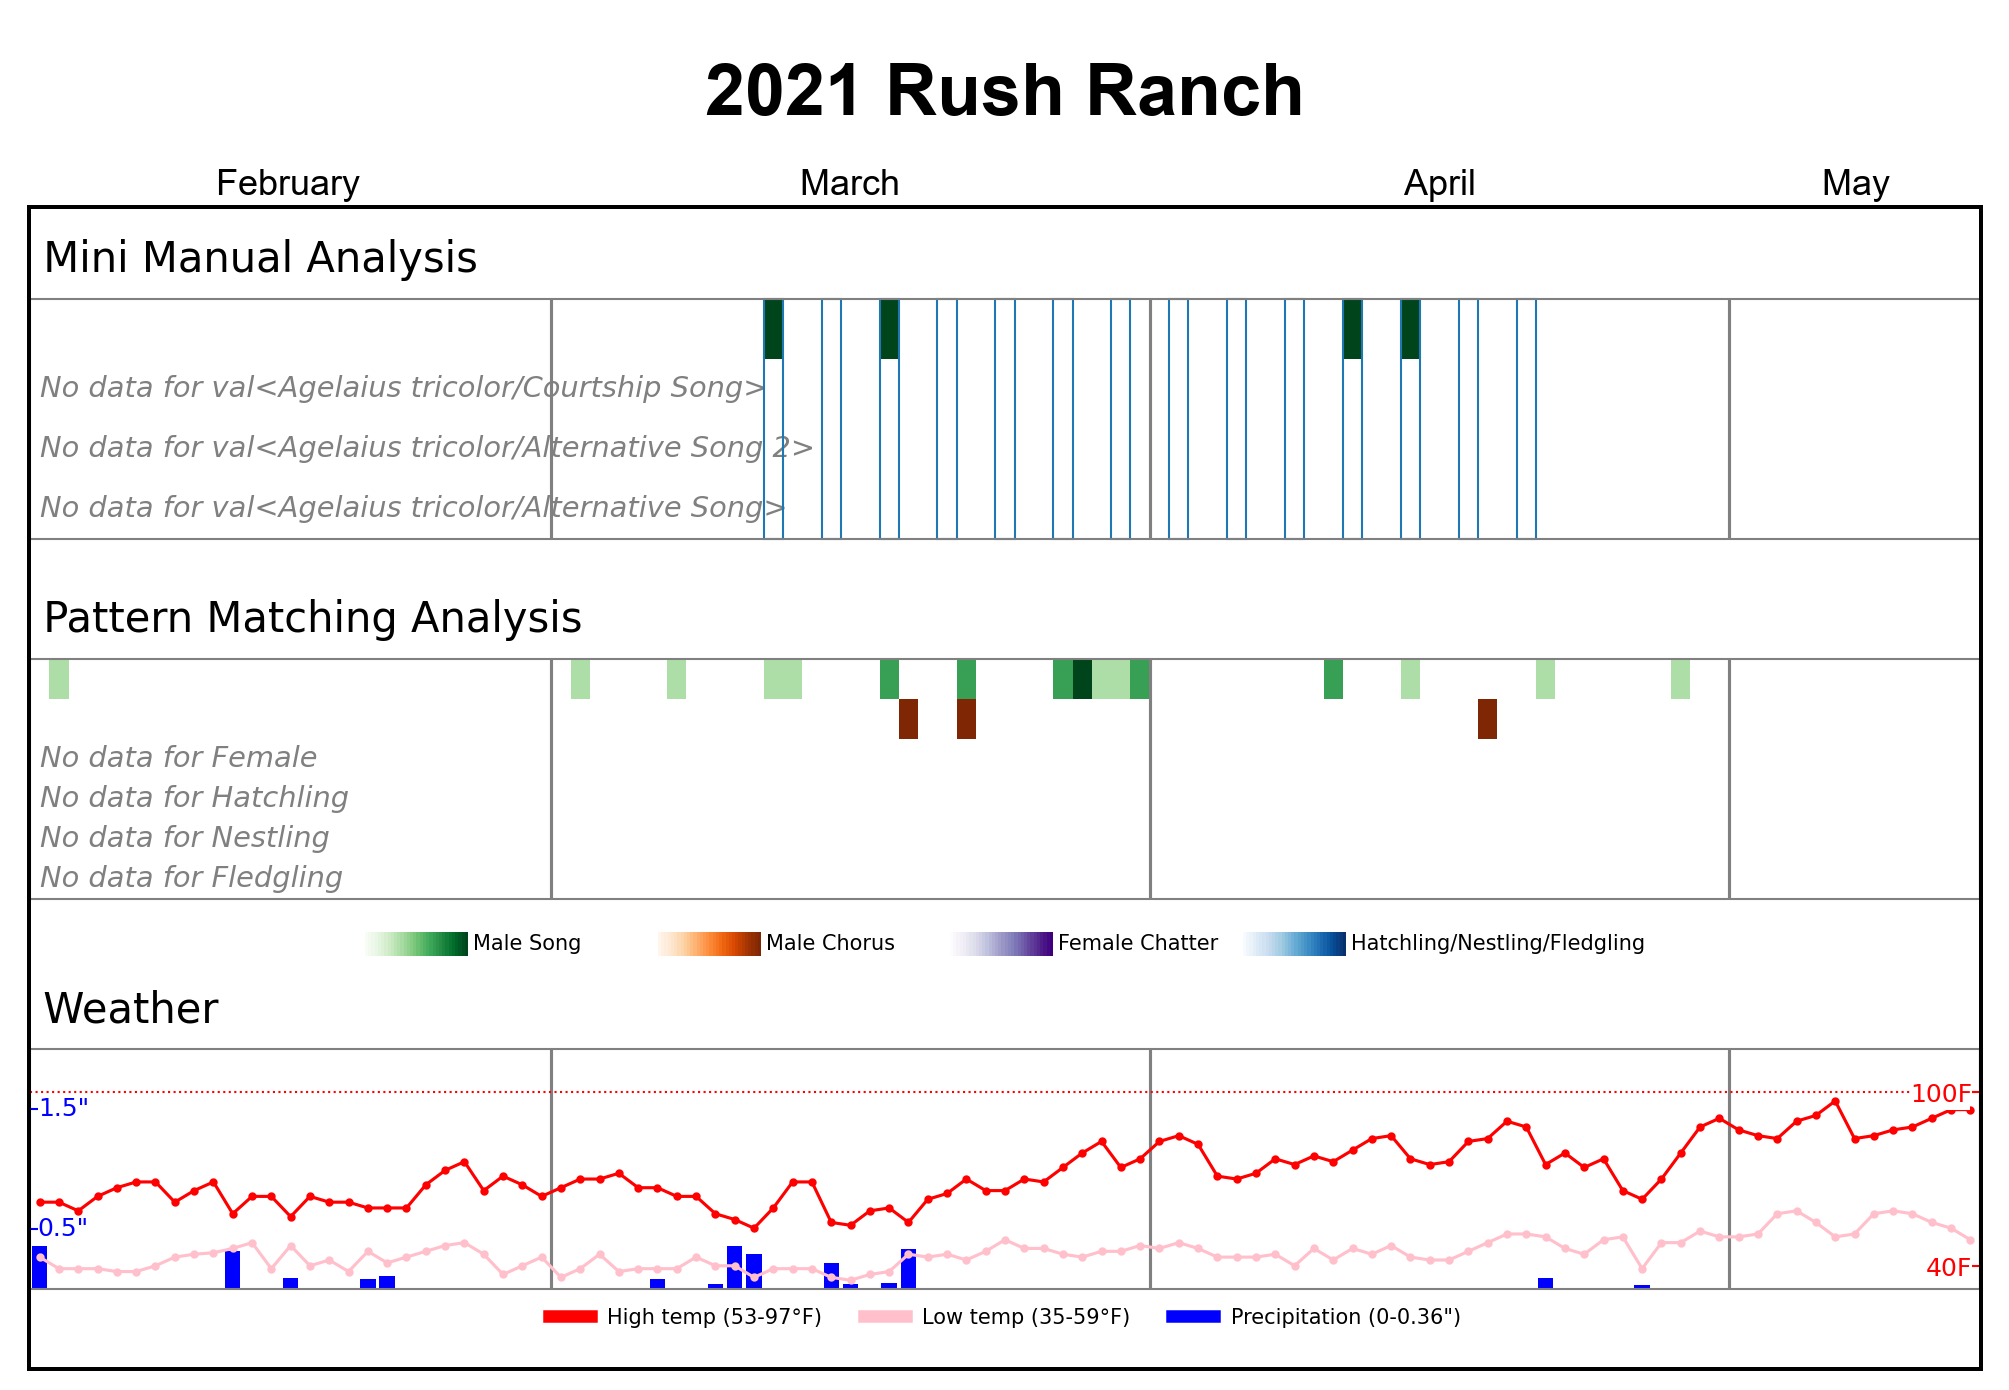 2021 Rush Ranch
February March April May
Mini Manual Analysis
No data for val<Agelaius tricolor/Courtship Song>
No data for val<Agelaius tricolor/Alternative Song 2>
No data for val<Agelaius tricolor/Alternative Song>
Pattern Matching Analysis
No data for Female
No data for Hatchling
No data for Nestling
No data for Fledgling
Male Song Male Chorus Female Chatter Hatchling/Nestling/Fledgling
Weather
100F
1.5"
0.5"
40F
High temp (53-97°F) Low temp (35-59°F) Precipitation (0-0.36")